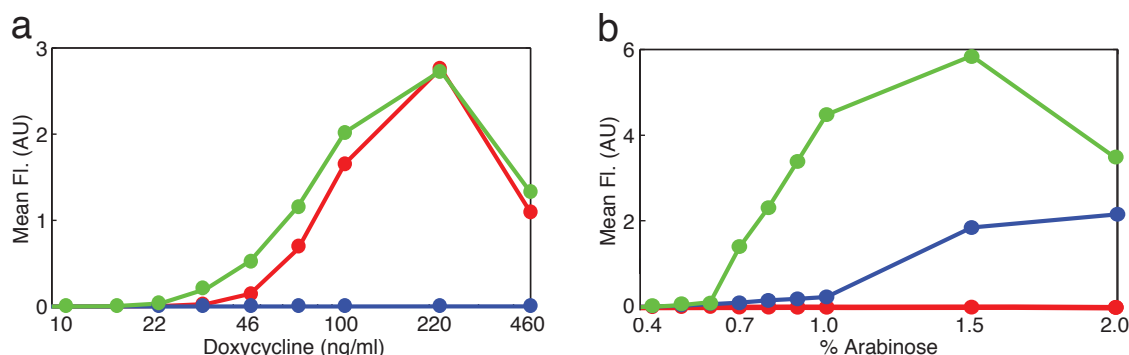 a
3
2
1
0
Mean Fl. (AU)
10 22 46 100 220 460
Doxycycline (ng/ml)
b
6
4
2
0
Mean Fl. (AU)
0.4 0.7 1.0 1.5 2.0
% Arabinose